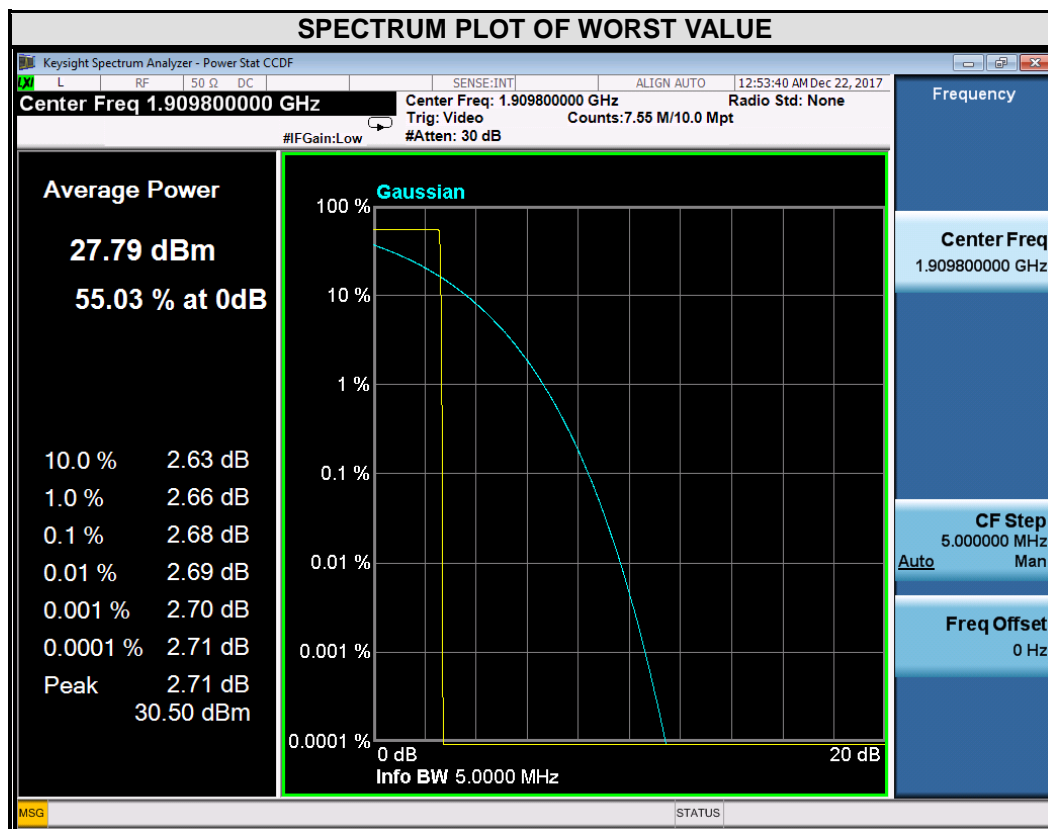 SPECTRUM PLOT OF WORST VALUE
Keysight Spectrum Analyzer - Power Stat CCDF
LXI L RF 50 Ω DC SENSE:INT ALIGN AUTO 12:53:40 AM Dec 22, 2017
Center Freq 1.909800000 GHz
Center Freq: 1.909800000 GHz
Radio Std: None
Trig: Video
Counts:7.55 M/10.0 Mpt
#IFGain:Low
#Atten: 30 dB
Average Power
27.79 dBm
55.03 % at 0dB
10.0 % 2.63 dB
1.0 % 2.66 dB
0.1 % 2.68 dB
0.01 % 2.69 dB
0.001 % 2.70 dB
0.0001 % 2.71 dB
Peak 2.71 dB
30.50 dBm
Gaussian
100 %
10 %
1 %
0.1 %
0.01 %
0.001 %
0.0001 %
0 dB
20 dB
Info BW 5.0000 MHz
Frequency
Center Freq
1.909800000 GHz
CF Step
5.000000 MHz
Auto Man
Freq Offset
0 Hz
MSG
STATUS